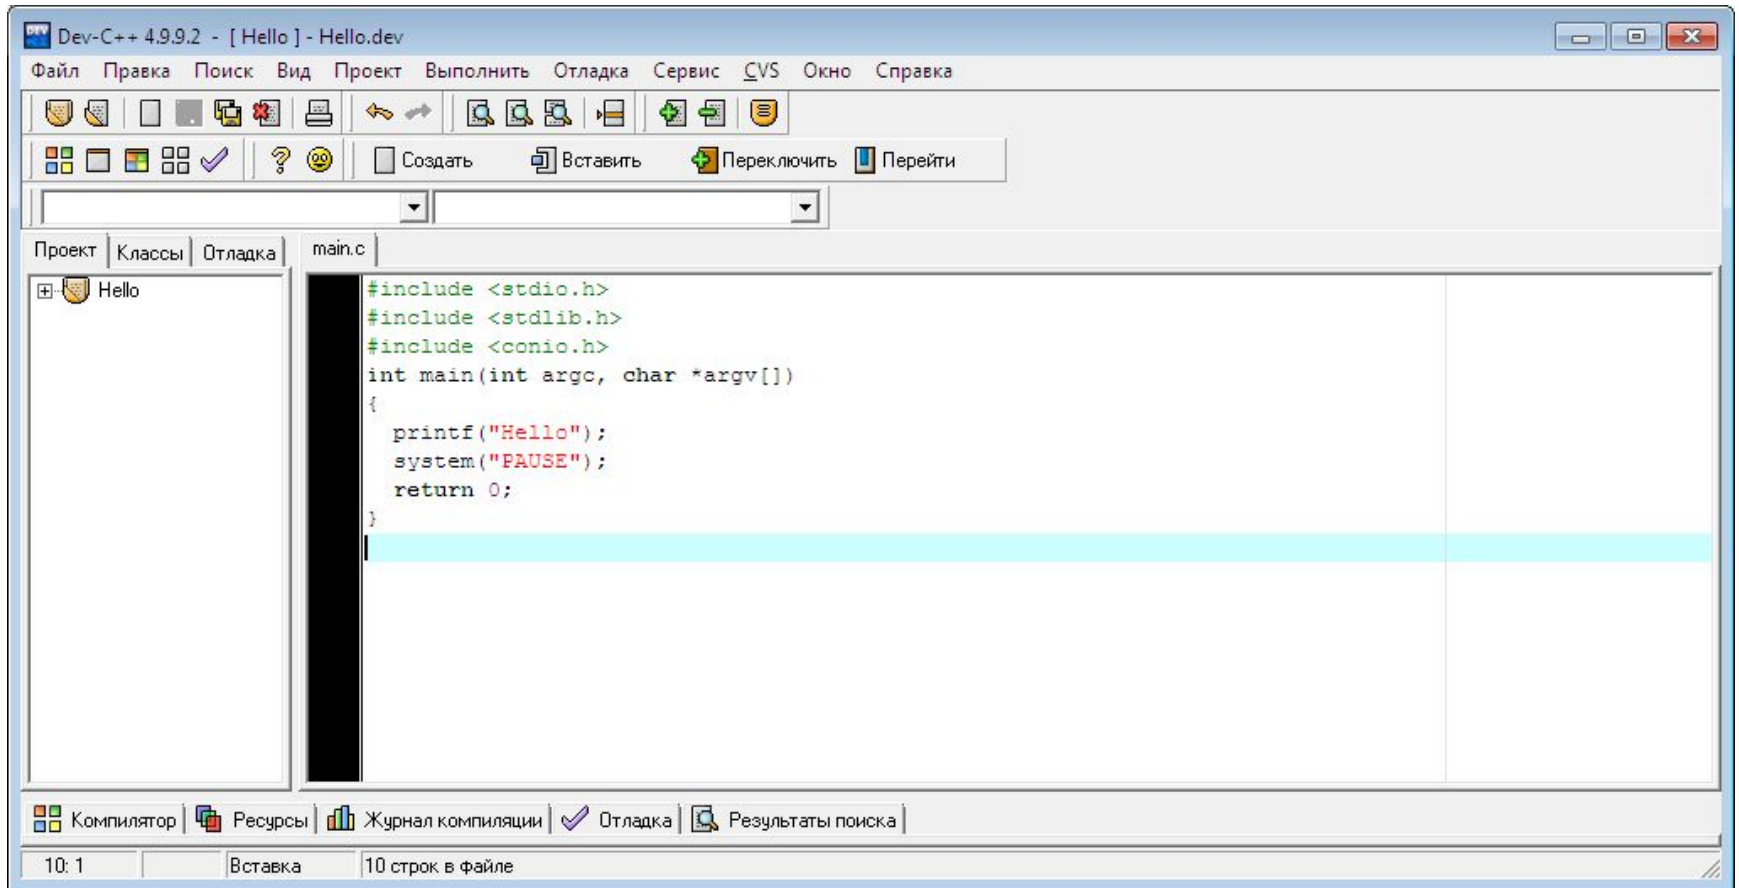 Dev-C++ 4.9.9.2 - [ Hello ] - Hello.dev
Файл Правка Поиск Вид Проект Выполнить Отладка Сервис CVS Окно Справка
Создать Вставить Переключить Перейти
Проект Классы Отладка main.c
Hello
#include <stdio.h>
#include <stdlib.h>
#include <conio.h>
int main(int argc, char *argv[])
{
printf("Hello");
system("PAUSE");
return 0;
}
Компилятор Ресурсы Журнал компиляции Отладка Результаты поиска
10: 1 Вставка 10 строк в файле